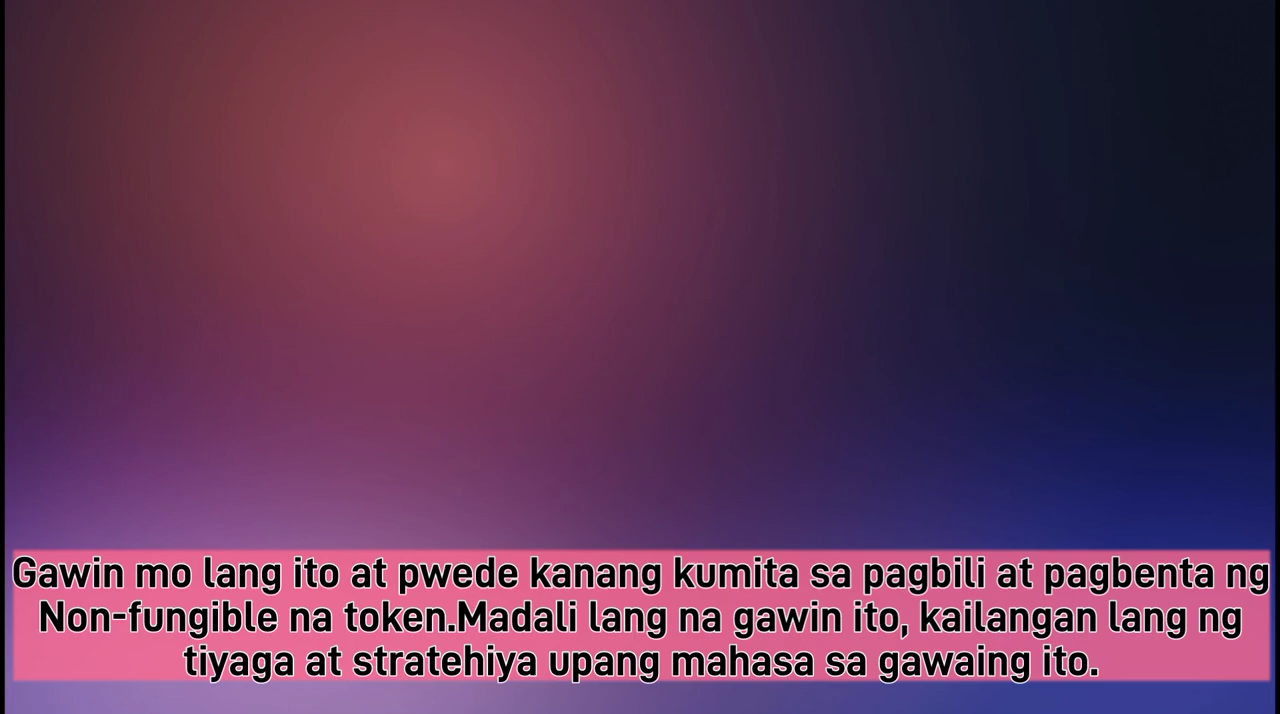 Gawin mo lang ito at pwede kanang kumita sa pagbili at pagbenta ng
Non-fungible na token.Madali lang na gawin ito, kailangan lang ng
tiyaga at stratehiya upang mahasa sa gawaing ito.